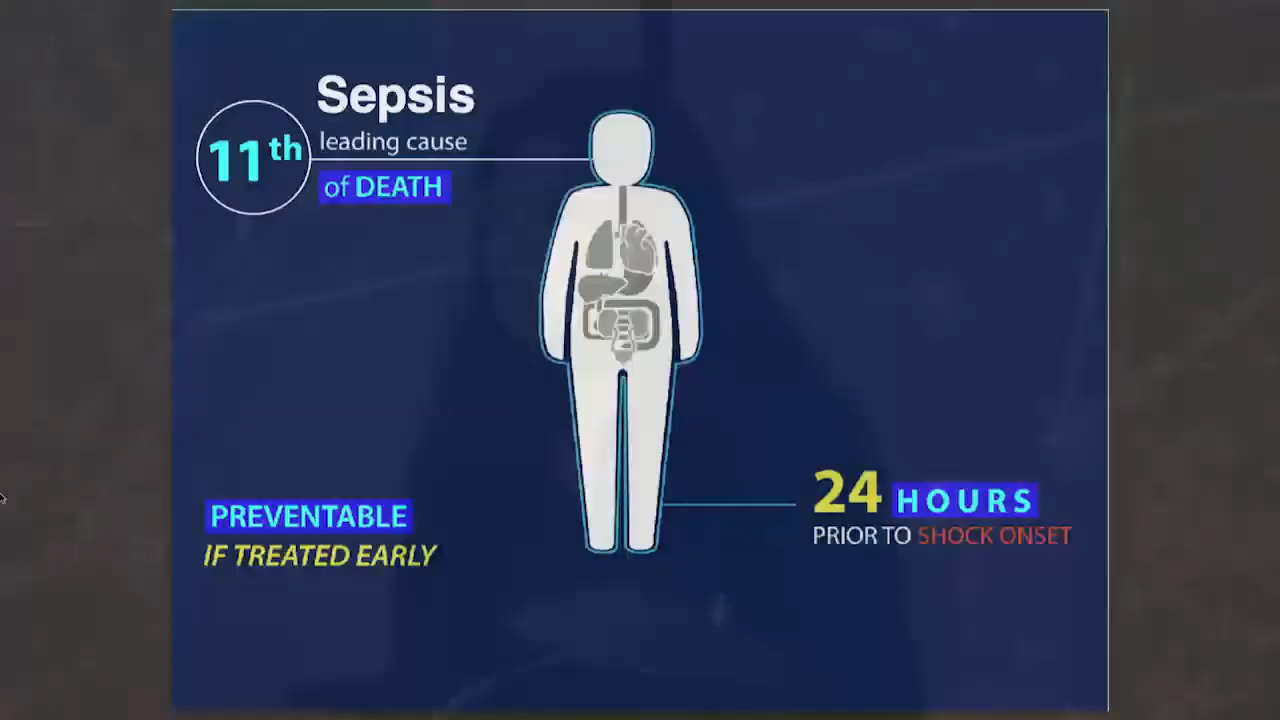 Sepsis
11th
leading cause
of DEATH
24 HOURS
PRIOR TO SHOCK ONSET
PREVENTABLE
IF TREATED EARLY